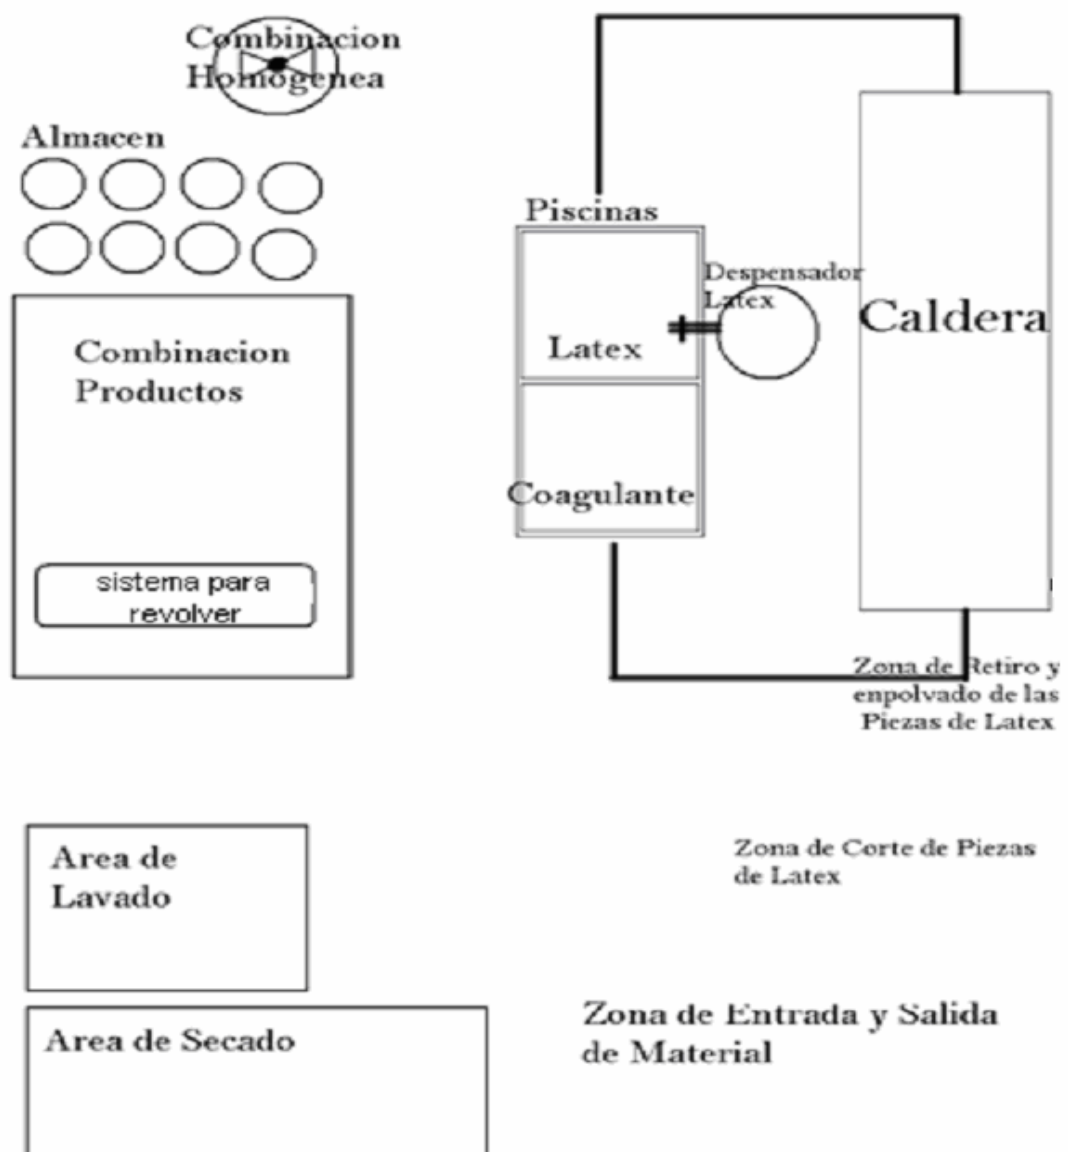 Combinacion
Homogenea
Almacen
Piscinas
Despensador
Latex
Latex
Caldera
Combinacion
Productos
Coagulante
sistema para
revolver
Zona de Retiro y
enpolvado de las
Piezas de Latex
Area de
Lavado
Zona de Corte de Piezas
de Latex
Zona de Entrada y Salida
de Material
Area de Secado